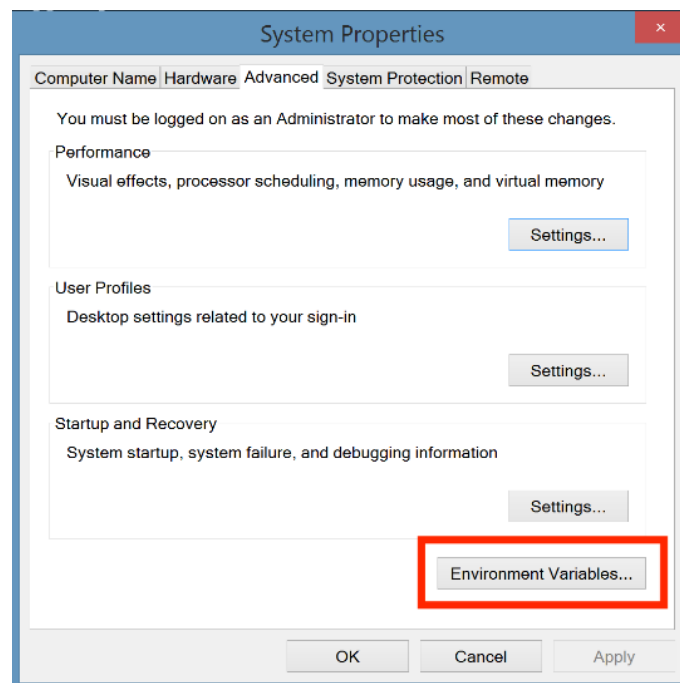 System Properties
×
Computer Name Hardware Advanced System Protection Remote
You must be logged on as an Administrator to make most of these changes.
Performance
Visual effects, processor scheduling, memory usage, and virtual memory
Settings...
User Profiles
Desktop settings related to your sign-in
Settings...
Startup and Recovery
System startup, system failure, and debugging information
Settings...
Environment Variables...
OK Cancel Apply